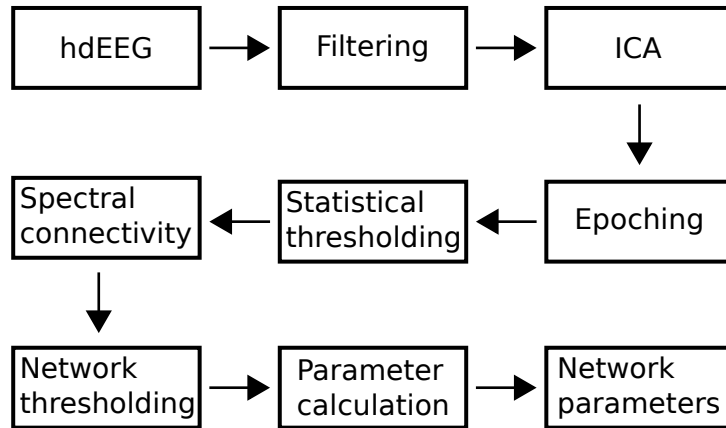 hdEEG
Filtering
ICA
Epoching
Statistical
thresholding
Spectral
connectivity
Network
thresholding
Parameter
calculation
Network
parameters